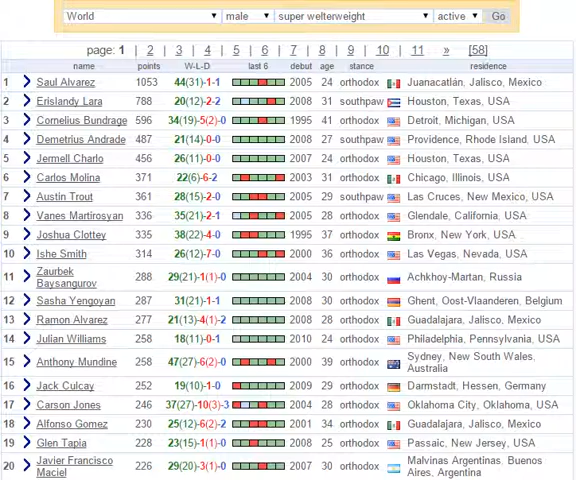 World male super welterweight active Go
page: 1 | 2 | 3 | 4 | 5 | 6 | 7 | 8 | 9 | 10 | 11 » [58]
name points W-L-D last 6 debut age stance residence
1 Saul Alvarez 1053 44(31)-1-1 2005 24 orthodox Juanacatlán, Jalisco, Mexico
2 Erislandy Lara 788 20(12)-2-2 2008 31 southpaw Houston, Texas, USA
3 Cornelius Bundrage 596 34(19)-5(2)-0 1995 41 orthodox Detroit, Michigan, USA
4 Demetrius Andrade 487 21(14)-0-0 2008 27 southpaw Providence, Rhode Island, USA
5 Jermell Charlo 456 26(11)-0-0 2007 24 orthodox Houston, Texas, USA
6 Carlos Molina 371 22(6)-6-2 2003 31 orthodox Chicago, Illinois, USA
7 Austin Trout 361 28(15)-2-0 2005 29 southpaw Las Cruces, New Mexico, USA
8 Vanes Martirosyan 336 35(21)-2-1 2005 28 orthodox Glendale, California, USA
9 Joshua Clottey 335 38(22)-4-0 1995 37 orthodox Bronx, New York, USA
10 Ishe Smith 314 26(12)-7-0 2000 36 orthodox Las Vegas, Nevada, USA
11 Zaurbek Baysangurov 288 29(21)-1(1)-0 2004 30 orthodox Achkhoy-Martan, Russia
12 Sasha Yengoyan 287 31(21)-1-1 2008 30 orthodox Ghent, Oost-Vlaanderen, Belgium
13 Ramon Alvarez 277 21(13)-4(1)-2 2008 28 orthodox Guadalajara, Jalisco, Mexico
14 Julian Williams 258 18(11)-0-1 2010 24 orthodox Philadelphia, Pennsylvania, USA
15 Anthony Mundine 258 47(27)-6(2)-0 2000 39 orthodox Sydney, New South Wales, Australia
16 Jack Culcay 252 19(10)-1-0 2009 29 orthodox Darmstadt, Hessen, Germany
17 Carson Jones 246 37(27)-10(3)-3 2004 28 orthodox Oklahoma City, Oklahoma, USA
18 Alfonso Gomez 230 25(12)-6(2)-2 2001 34 orthodox Guadalajara, Jalisco, Mexico
19 Glen Tapia 228 23(15)-1(1)-0 2008 25 orthodox Passaic, New Jersey, USA
20 Javier Francisco Maciel 226 29(20)-3(1)-0 2007 30 orthodox Malvinas Argentinas, Buenos Aires, Argentina